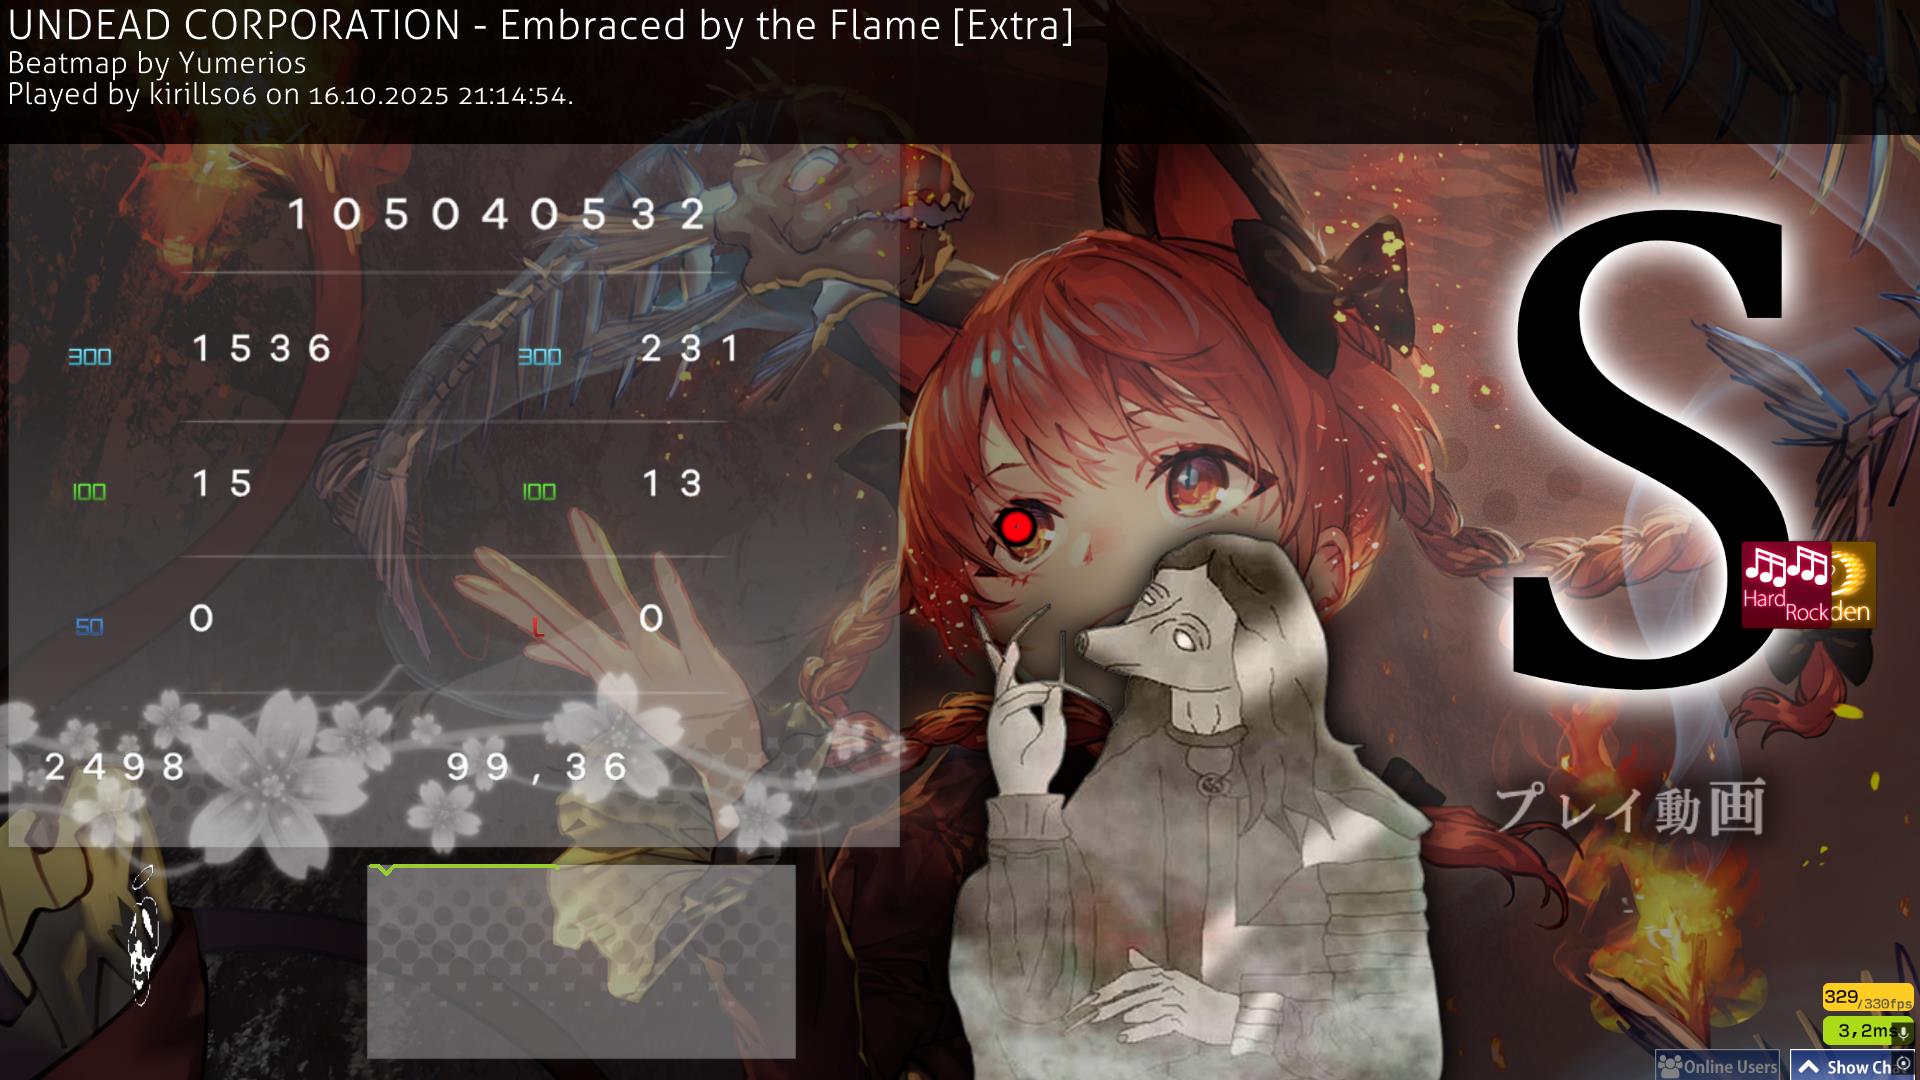 UNDEAD CORPORATION - Embraced by the Flame [Extra]
Beatmap by Yumerios
Played by kirills06 on 16.10.2025 21:14:54.
105040532
300 1536 300 231
100 15 100 13
50 0 L 0
2498 99,36
S
Hard Rock den
プレイ動画
329/330fps
3,2ms
Online Users
Show Ch